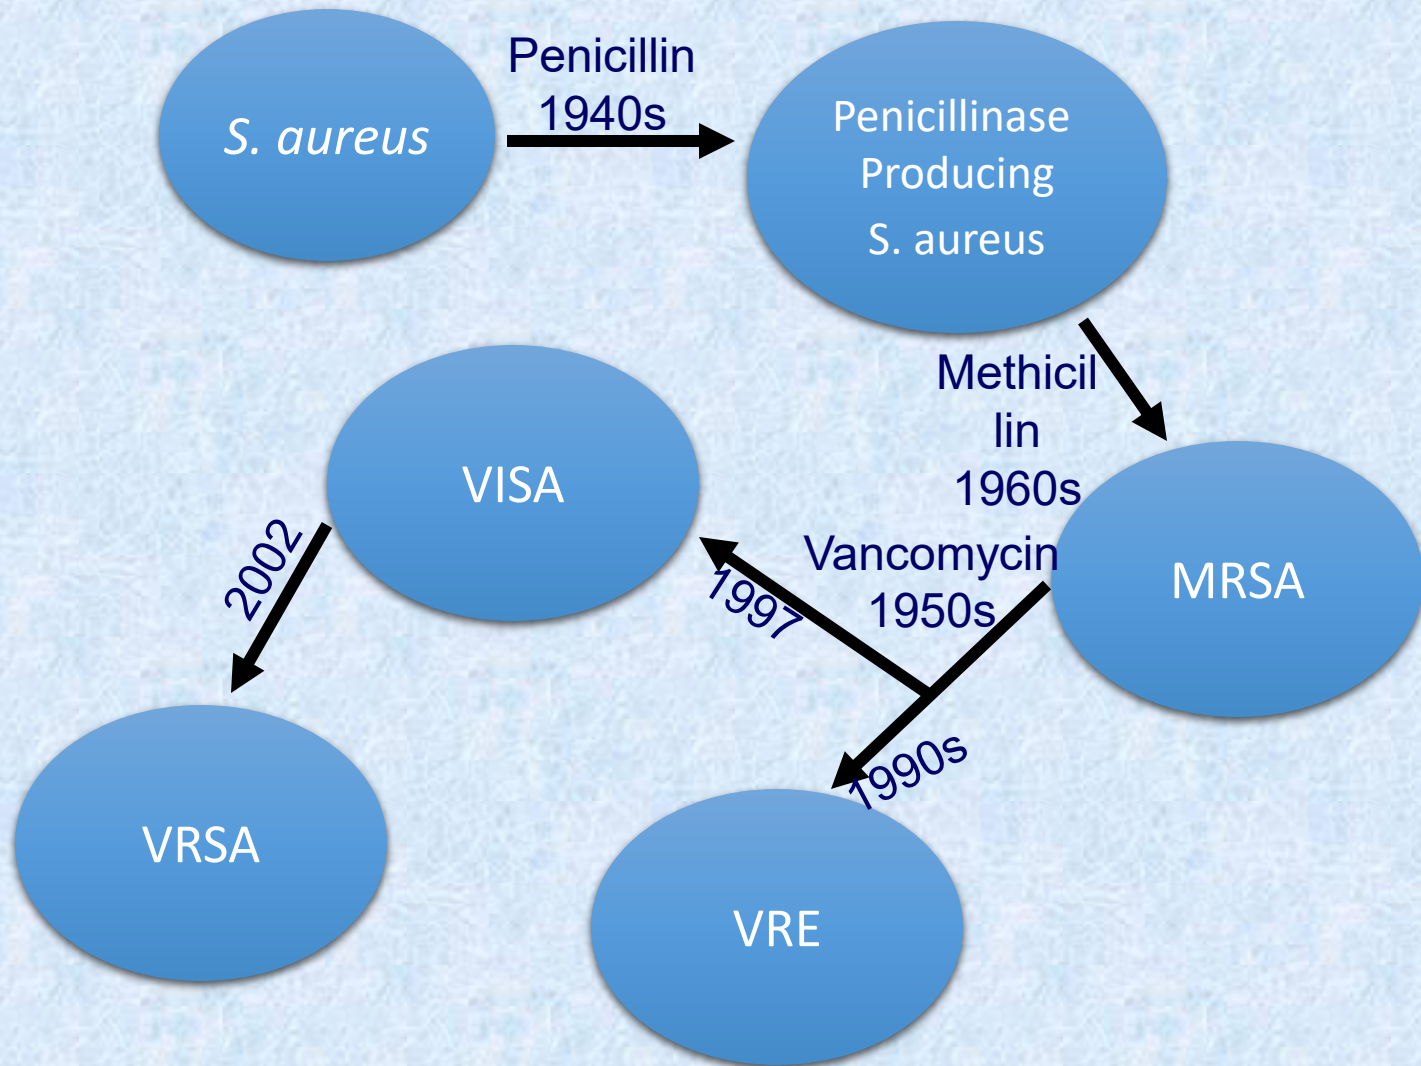 S. aureus
Penicillin
1940s
Penicillinase
Producing
S. aureus
Methicil
lin
1960s
MRSA
Vancomycin
1950s
1997
VISA
2002
VRSA
1990s
VRE